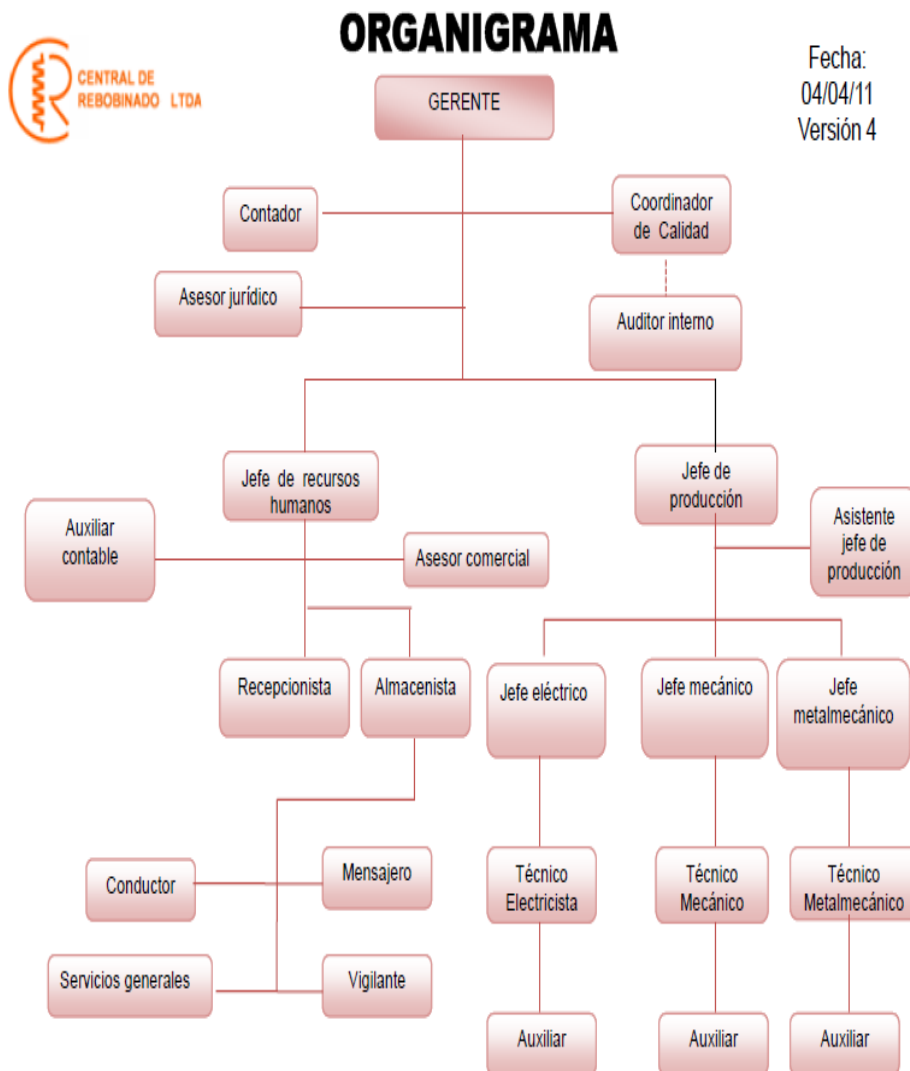 ORGANIGRAMA
CENTRAL DE
REBOBINADO LTDA
Fecha:
04/04/11
Versión 4
GERENTE
Contador
Coordinador
de Calidad
Asesor jurídico
Auditor interno
Jefe de recursos
humanos
Jefe de
producción
Auxiliar
contable
Asesor comercial
Asistente
jefe de
producción
Recepcionista
Almacenista
Jefe eléctrico
Jefe mecánico
Jefe
metalmecánico
Conductor
Mensajero
Técnico
Electricista
Técnico
Mecánico
Técnico
Metalmecánico
Servicios generales
Vigilante
Auxiliar
Auxiliar
Auxiliar